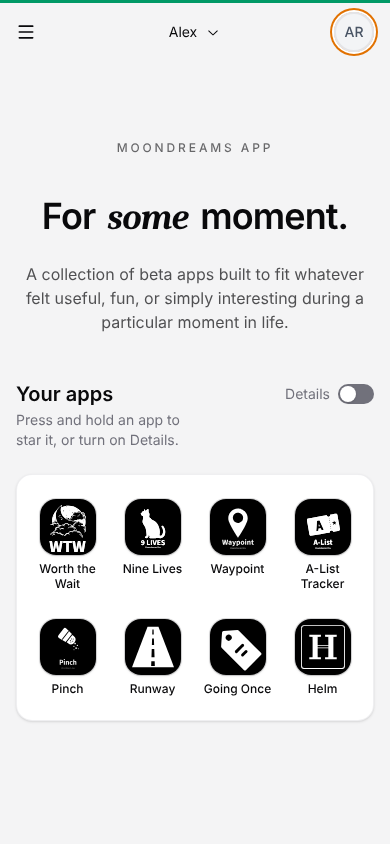 Alex
AR
MOONDREAMS APP
For some moment.
A collection of beta apps built to fit whatever
felt useful, fun, or simply interesting during a
particular moment in life.
Your apps
Details
Press and hold an app to
star it, or turn on Details.
WTW
9 LIVES
Waypoint
A
A-List
Worth the
Wait
Nine Lives
Waypoint
A-List
Tracker
Pinch
H
Pinch
Runway
Going Once
Helm